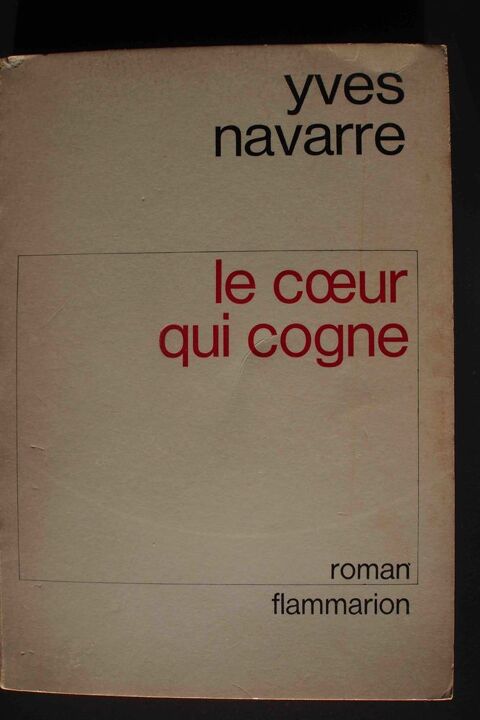 yves
navarre
le cœur
qui cogne
roman
flammarion